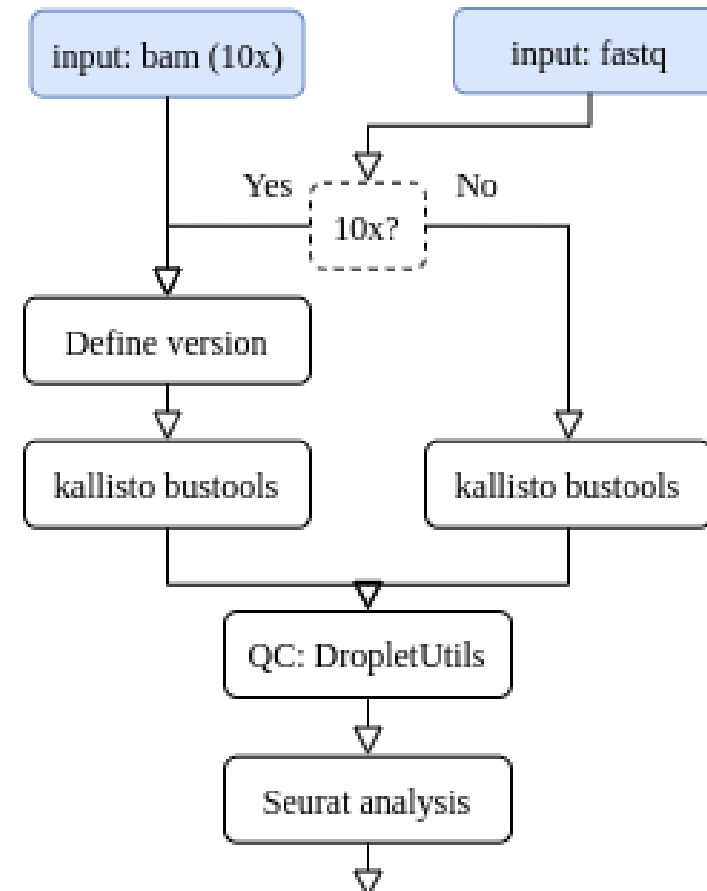 input: bam (10x)
input: fastq
Yes
No
10x?
Define version
kallisto bustools
kallisto bustools
QC: DropletUtils
Seurat analysis